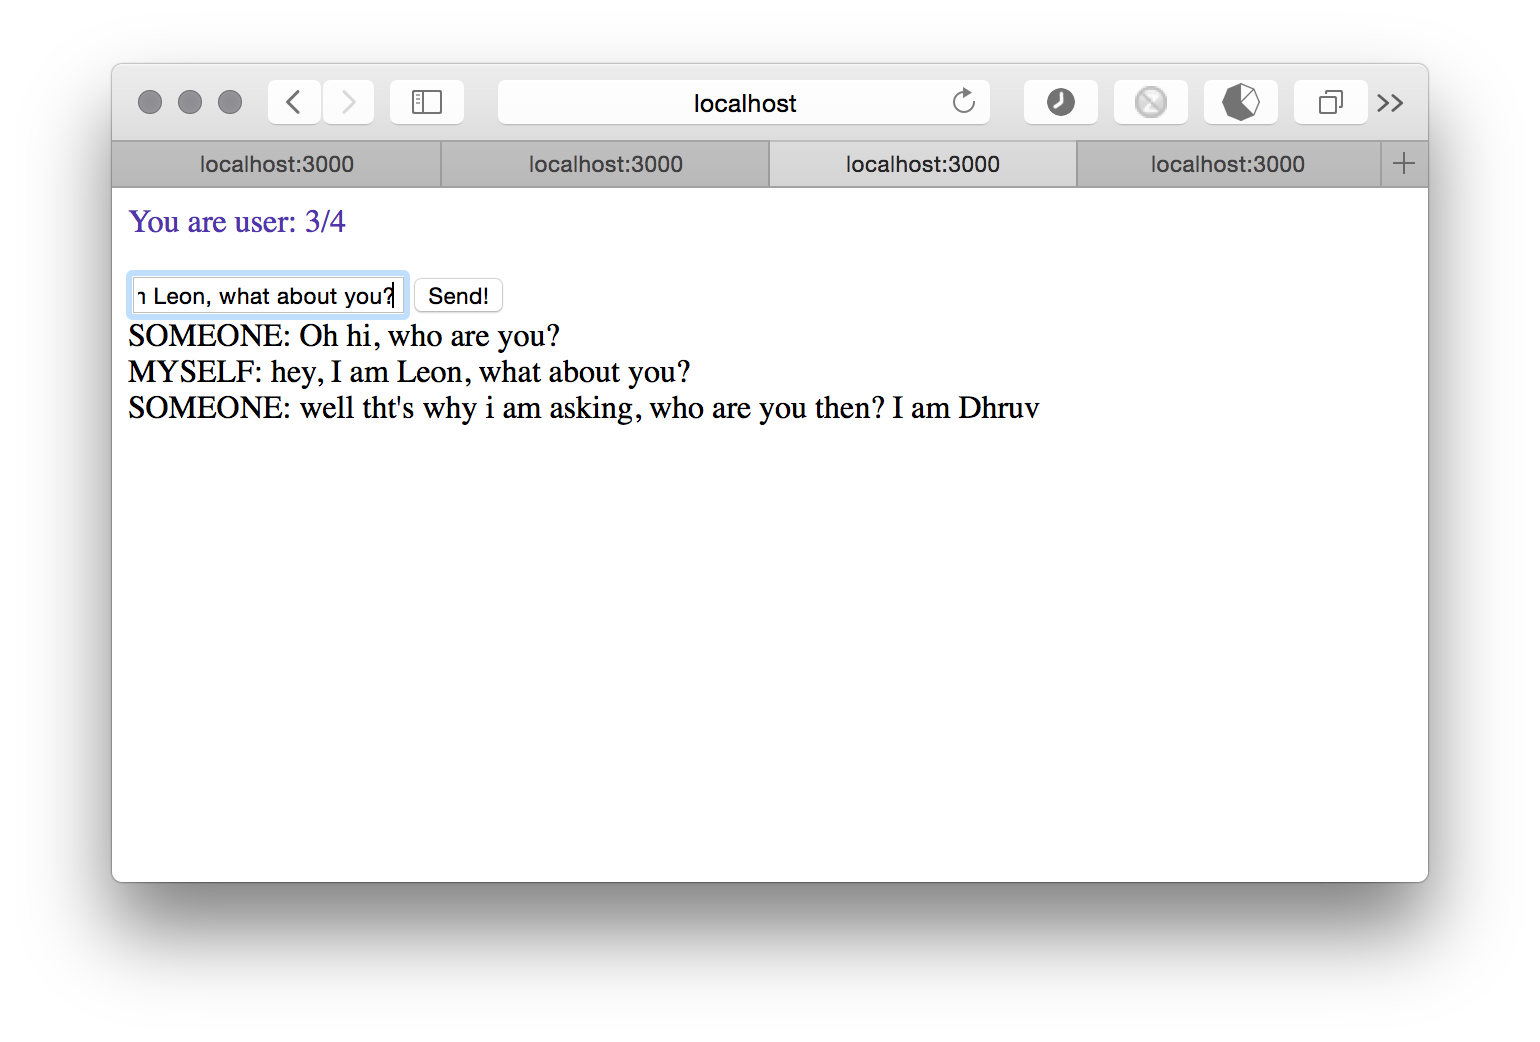 localhost
localhost:3000 localhost:3000 localhost:3000 localhost:3000
You are user: 3/4
Leon, what about you? Send!
SOMEONE: Oh hi, who are you?
MYSELF: hey, I am Leon, what about you?
SOMEONE: well tht's why i am asking, who are you then? I am Dhruv